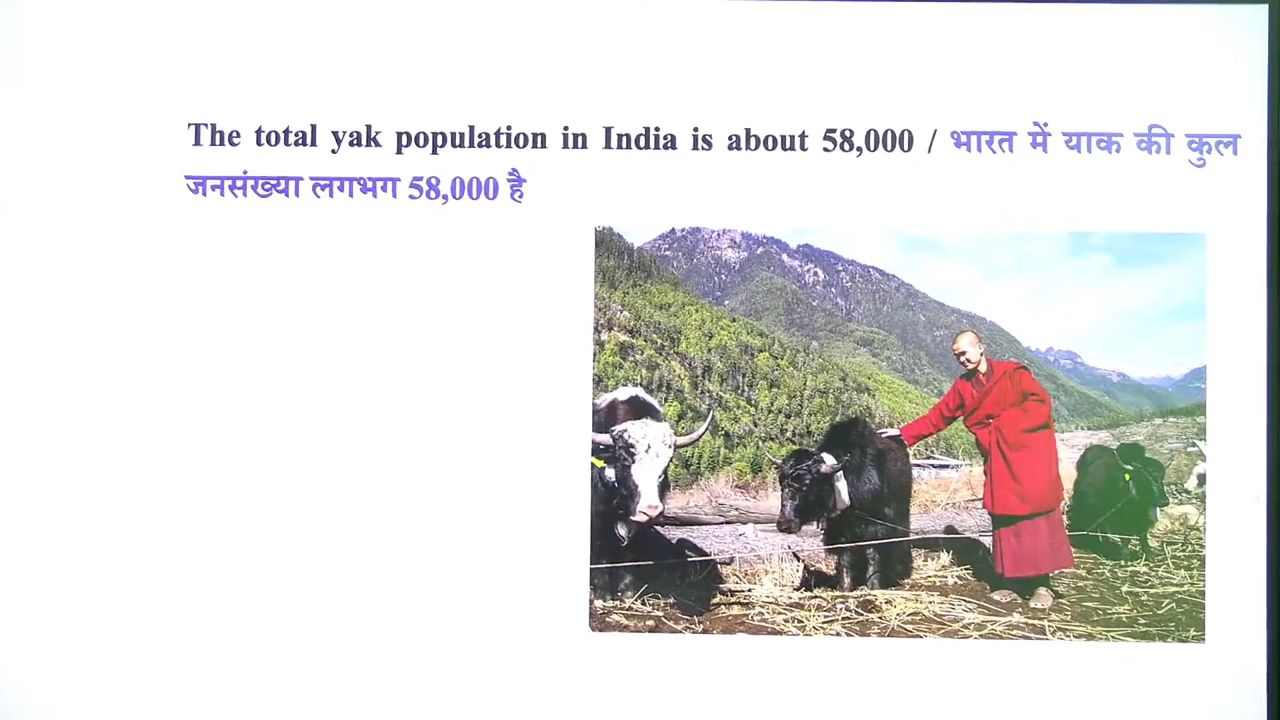 The total yak population in India is about 58,000 / भारत में याक की कुल
जनसंख्या लगभग 58,000 है